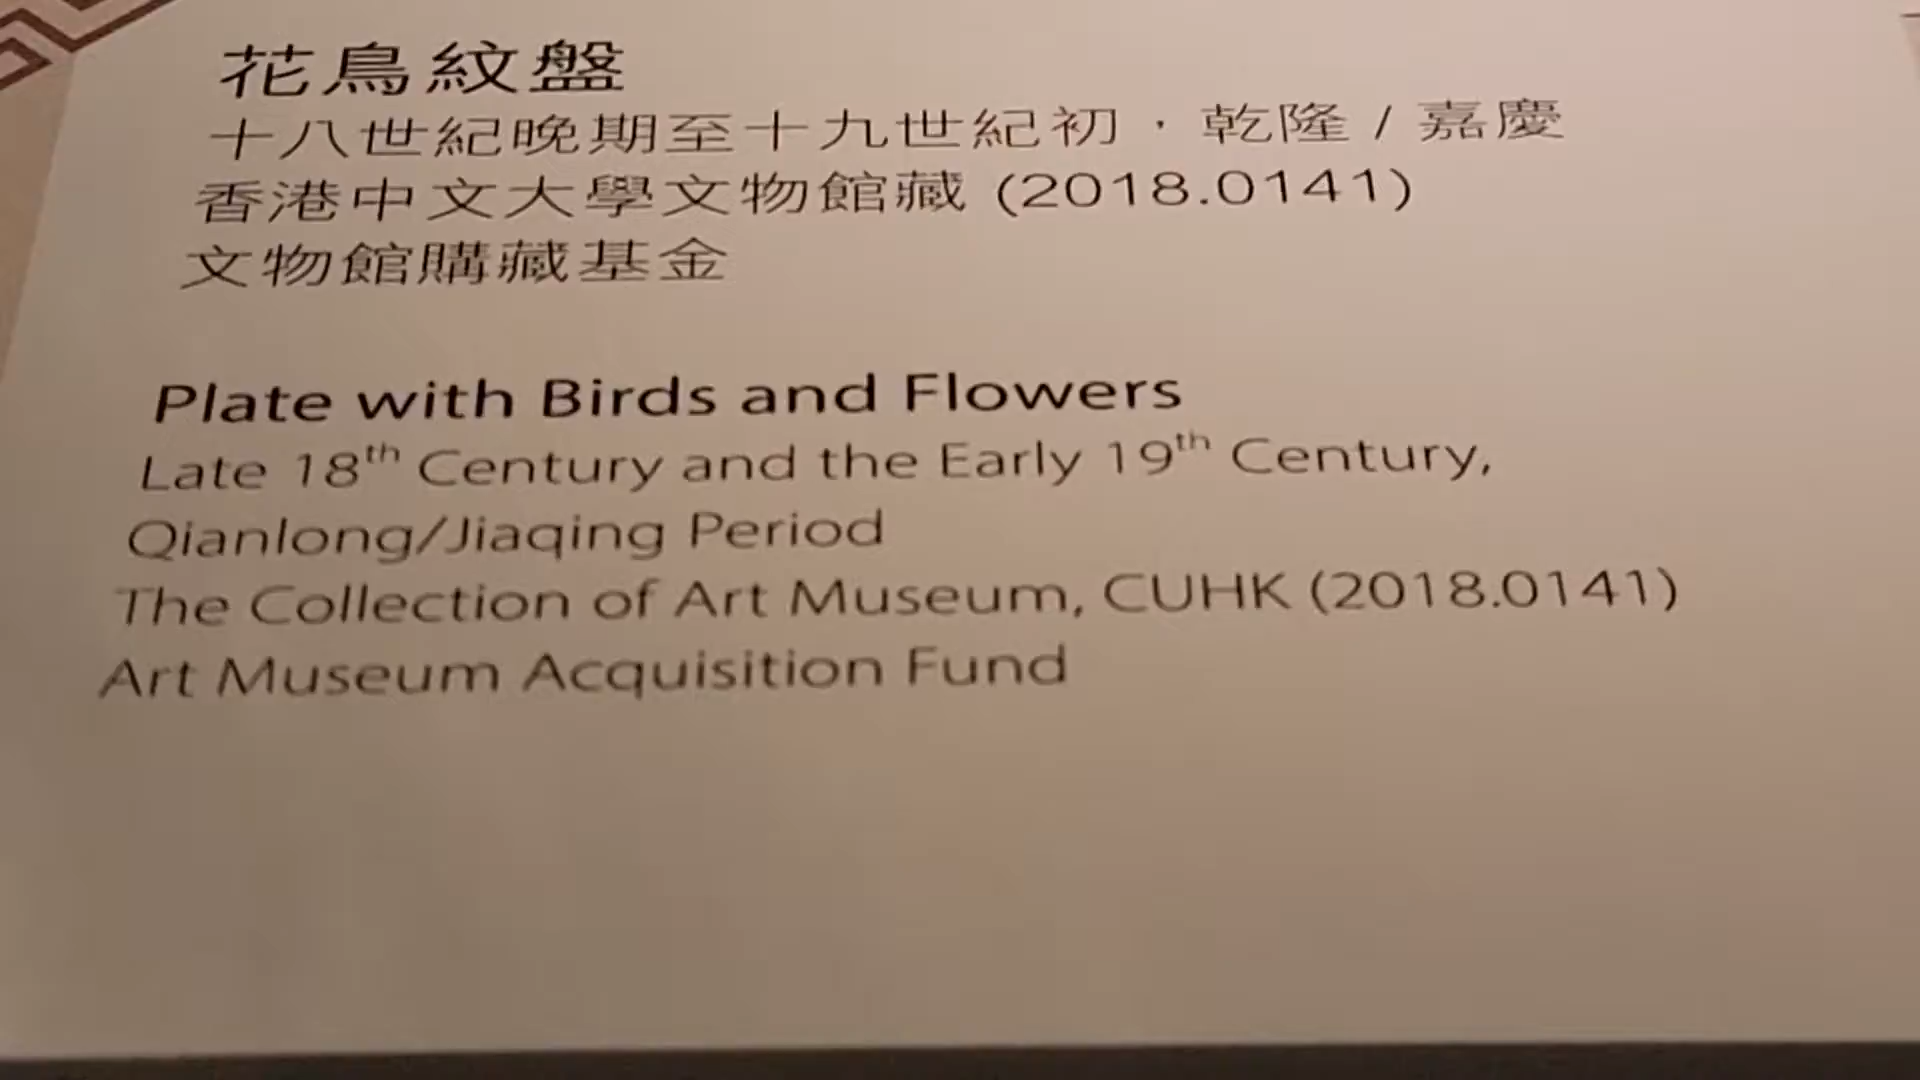 花鳥紋盤
十八世紀晚期至十九世紀初 · 乾隆 / 嘉慶
香港中文大學文物館藏 (2018.0141)
文物館購藏基金
Plate with Birds and Flowers
Late 18th Century and the Early 19th Century,
Qianlong/Jiaqing Period
The Collection of Art Museum, CUHK (2018.0141)
Art Museum Acquisition Fund